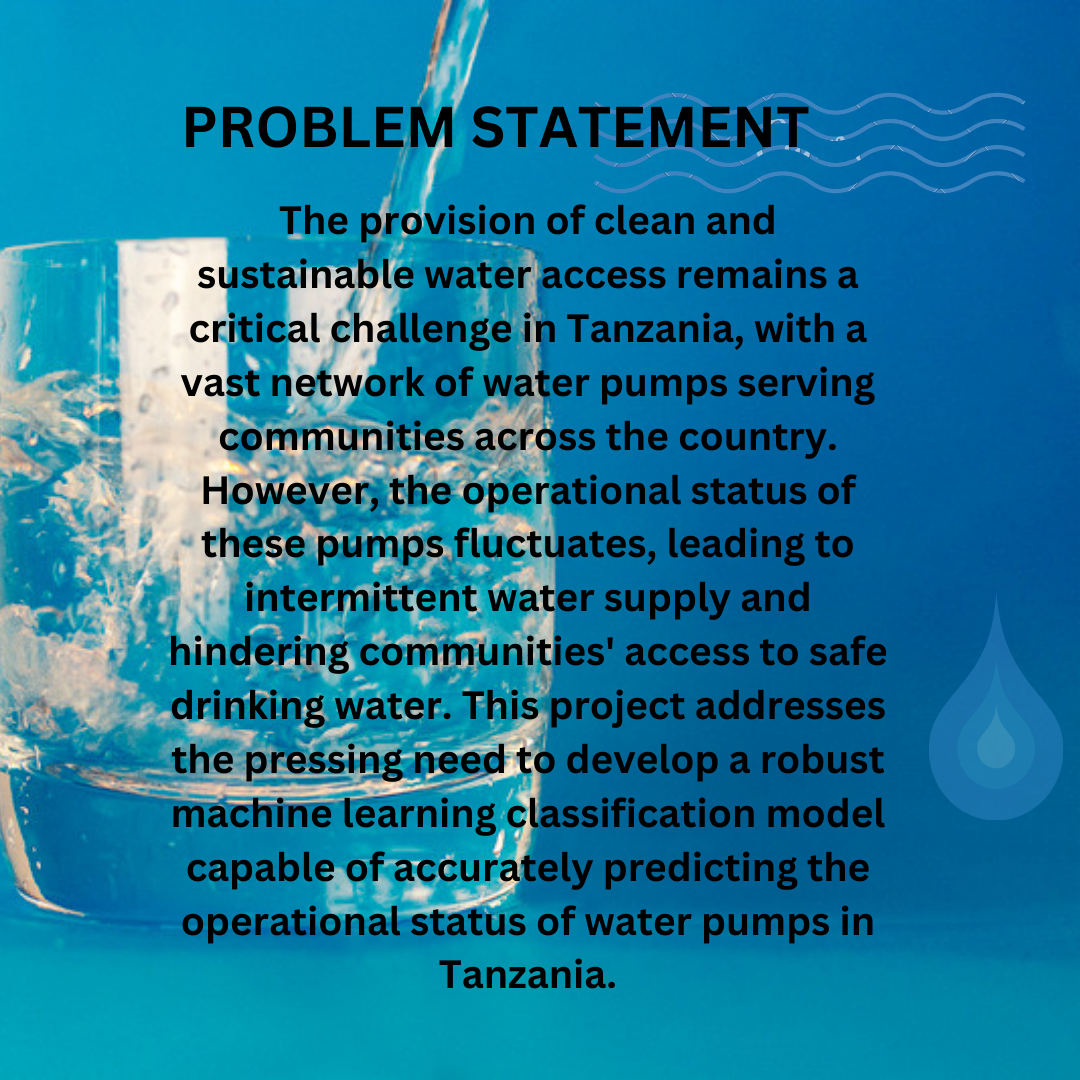 PROBLEM STATEMENT
The provision of clean and
sustainable water access remains a
critical challenge in Tanzania, with a
vast network of water pumps serving
communities across the country.
However, the operational status of
these pumps fluctuates, leading to
intermittent water supply and
hindering communities' access to safe
drinking water. This project addresses
the pressing need to develop a robust
machine learning classification model
capable of accurately predicting the
operational status of water pumps in
Tanzania.